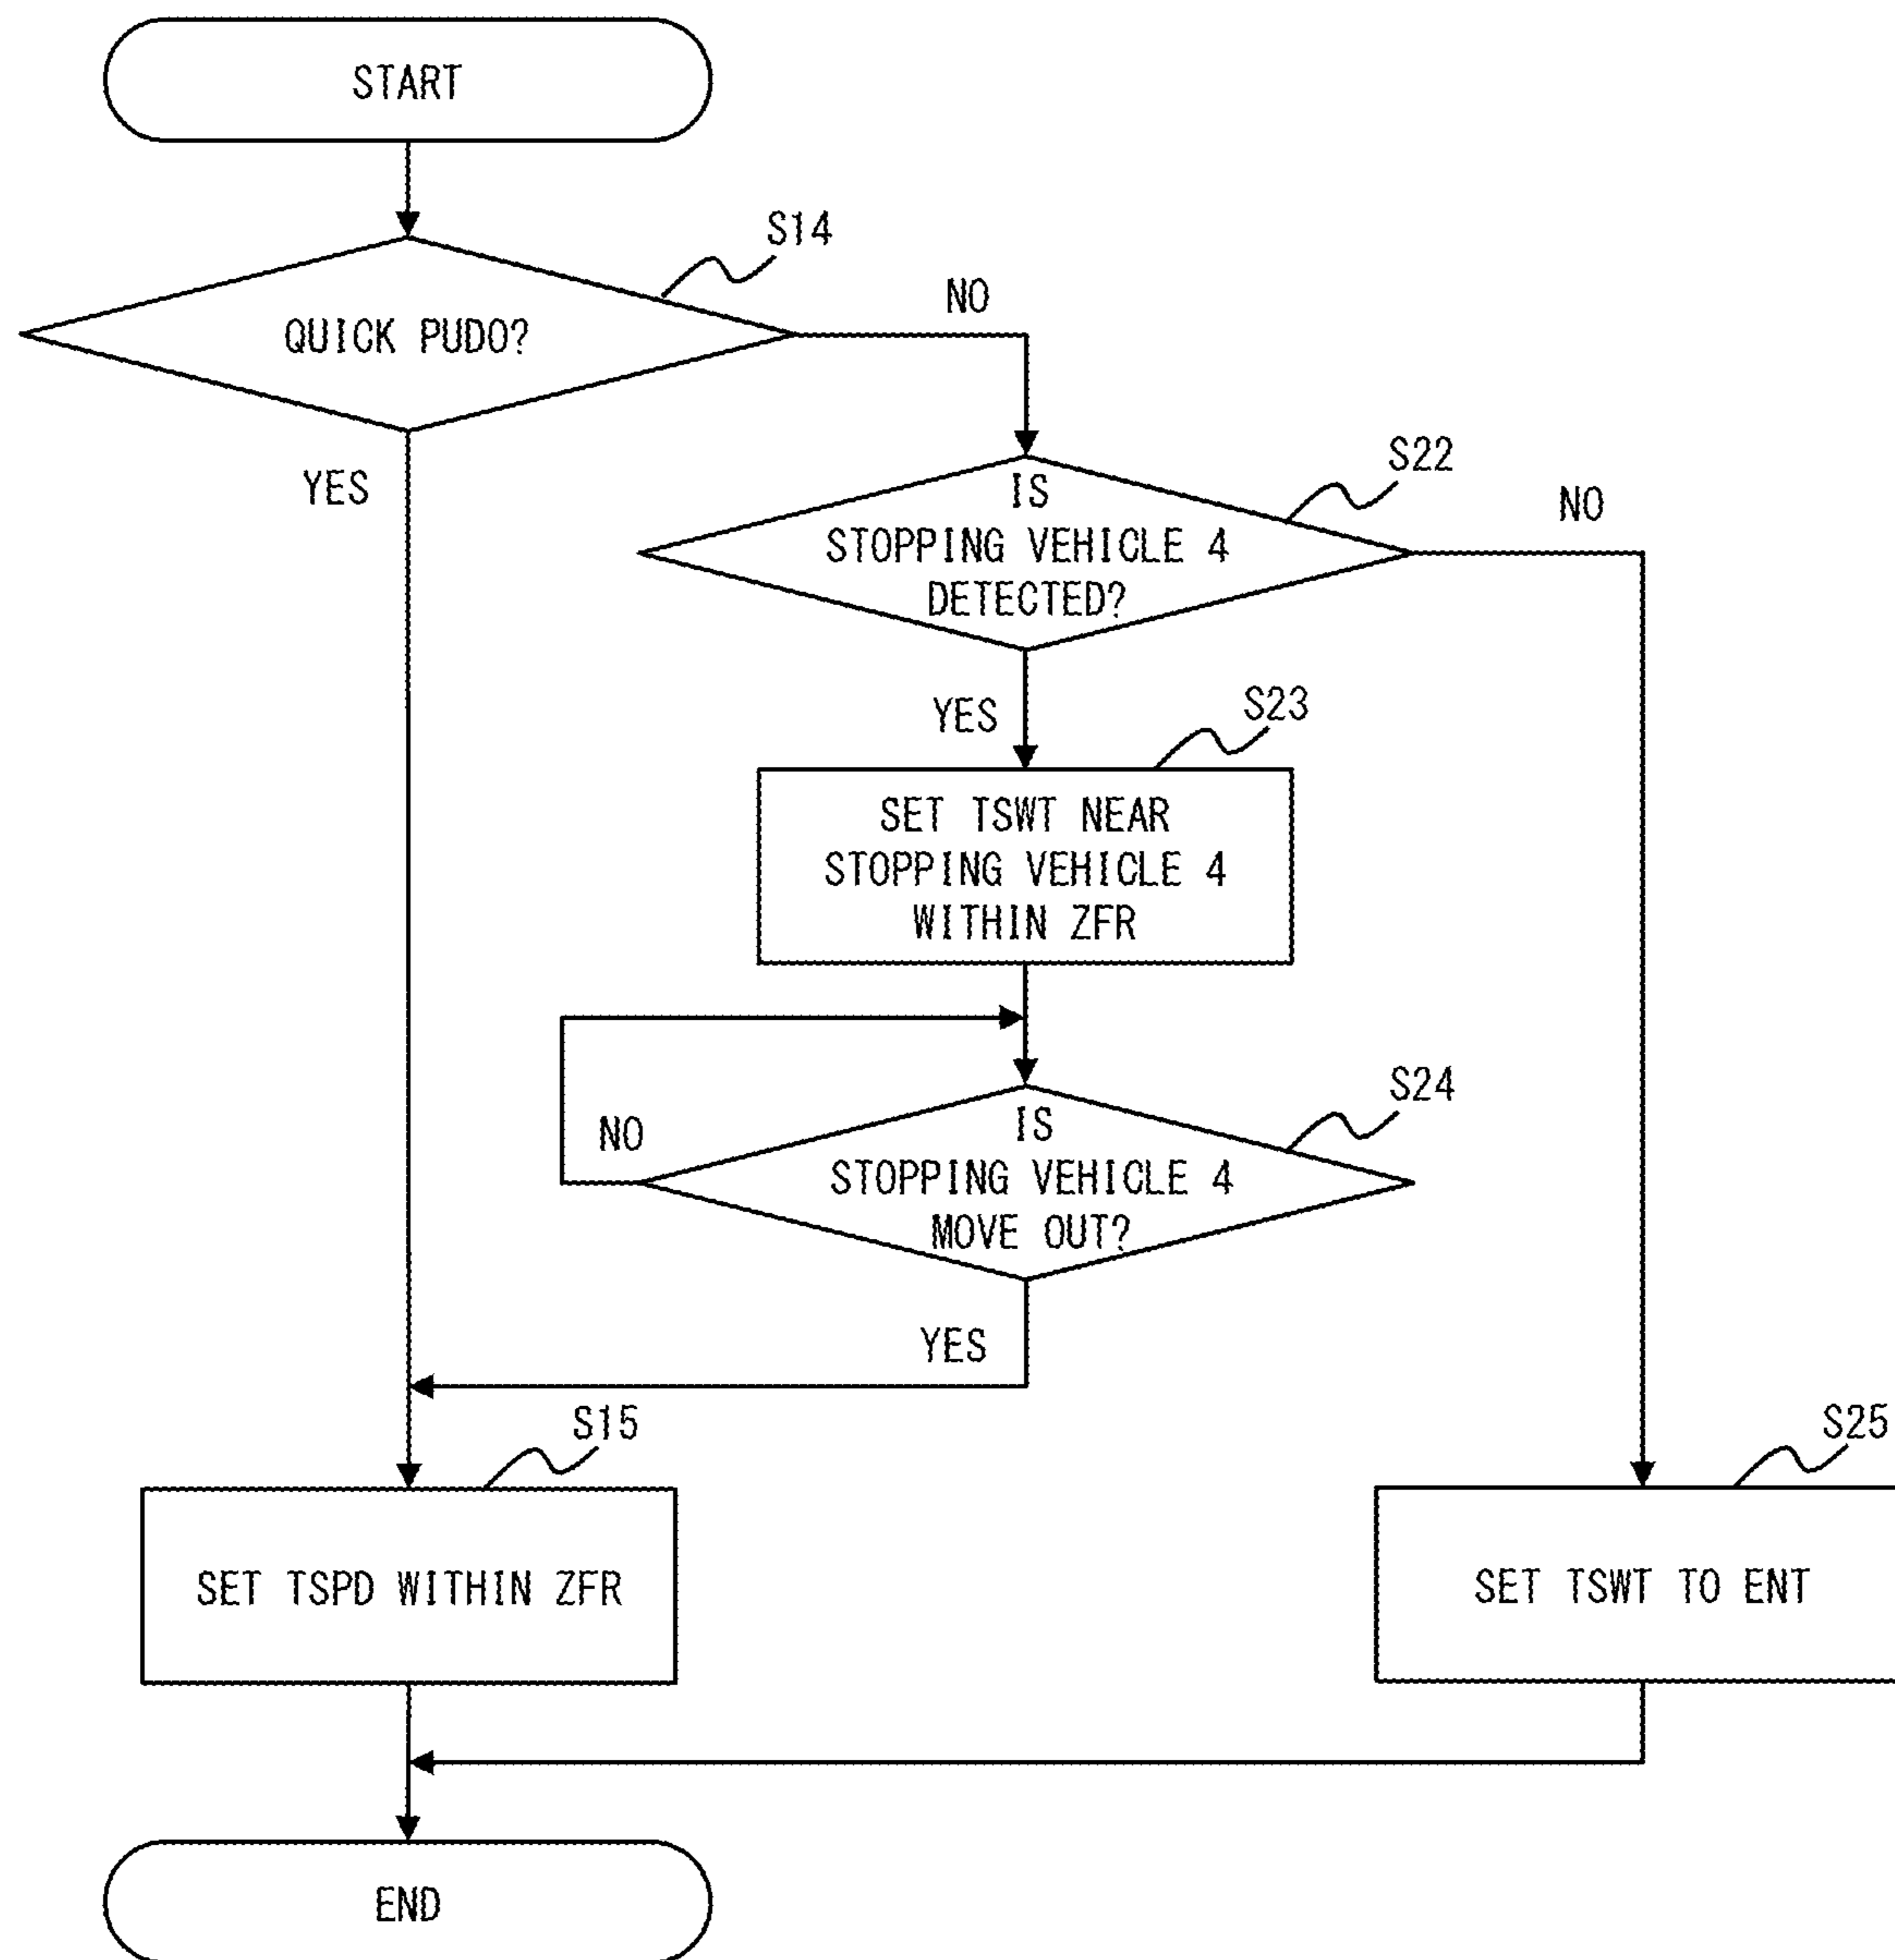 START
S14
QUICK PUDO?
NO
YES
S22
IS
STOPPING VEHICLE 4
DETECTED?
NO
YES
S23
SET TSWT NEAR
STOPPING VEHICLE 4
WITHIN ZFR
S24
IS
STOPPING VEHICLE 4
MOVE OUT?
NO
YES
S15
SET TSPD WITHIN ZFR
S25
SET TSWT TO ENT
END